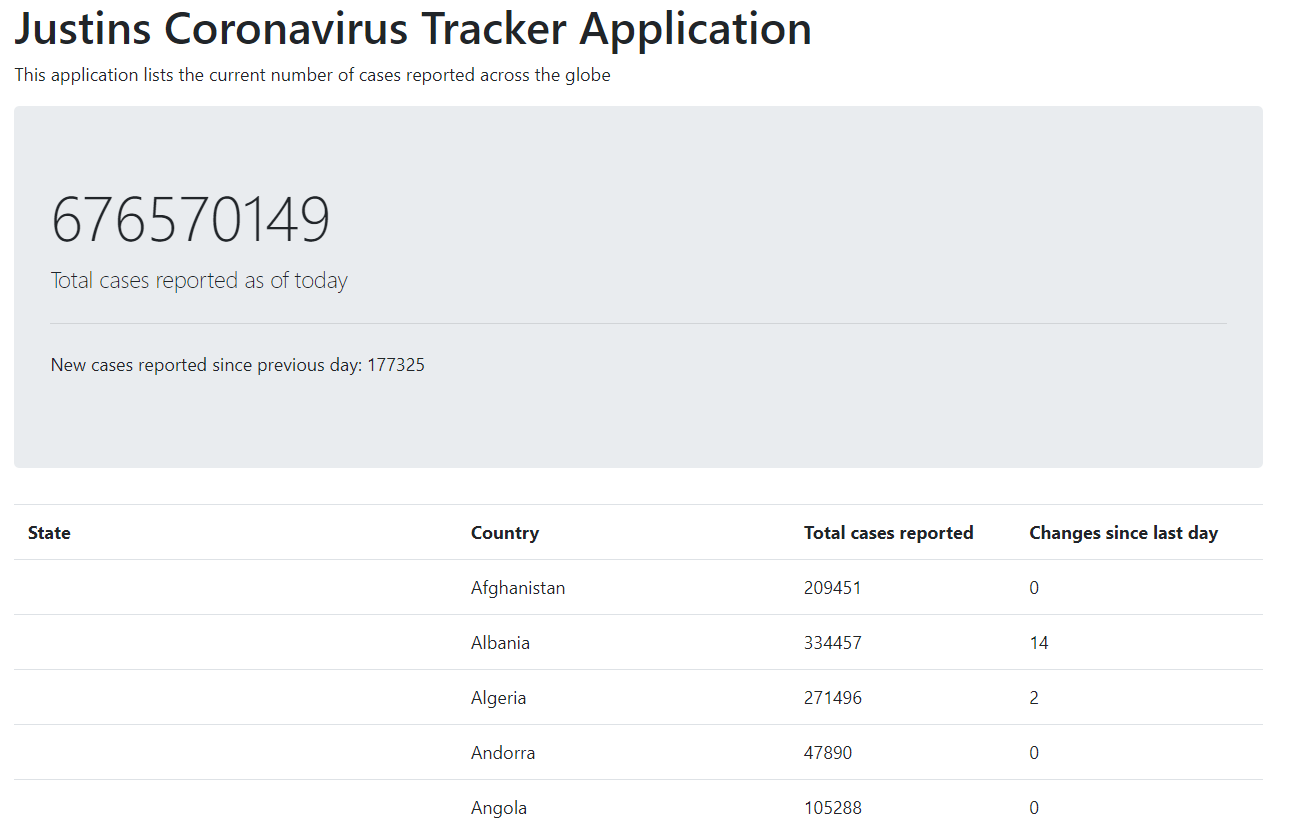 Justins Coronavirus Tracker Application
This application lists the current number of cases reported across the globe
676570149
Total cases reported as of today
New cases reported since previous day: 177325
State Country Total cases reported Changes since last day
Afghanistan 209451 0
Albania 334457 14
Algeria 271496 2
Andorra 47890 0
Angola 105288 0